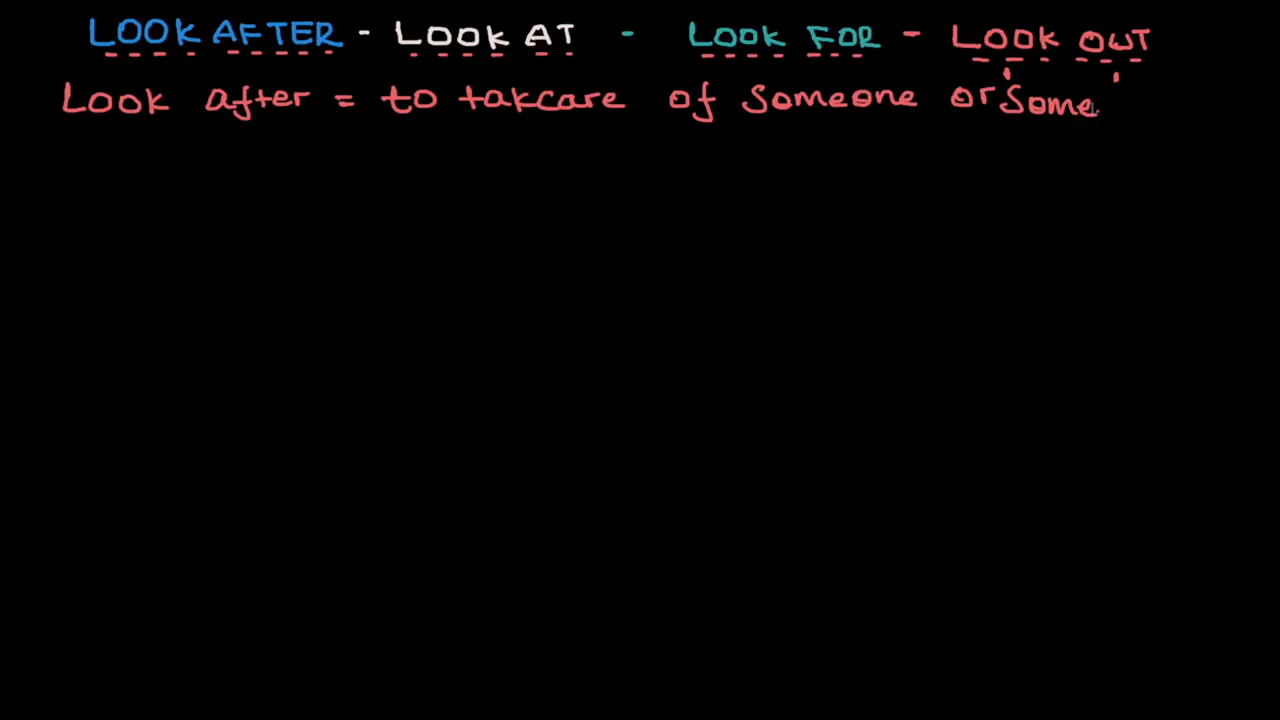 LOOK AFTER - LOOK AT - LOOK FOR - LOOK OUT
Look after = to takcare of someone or Some